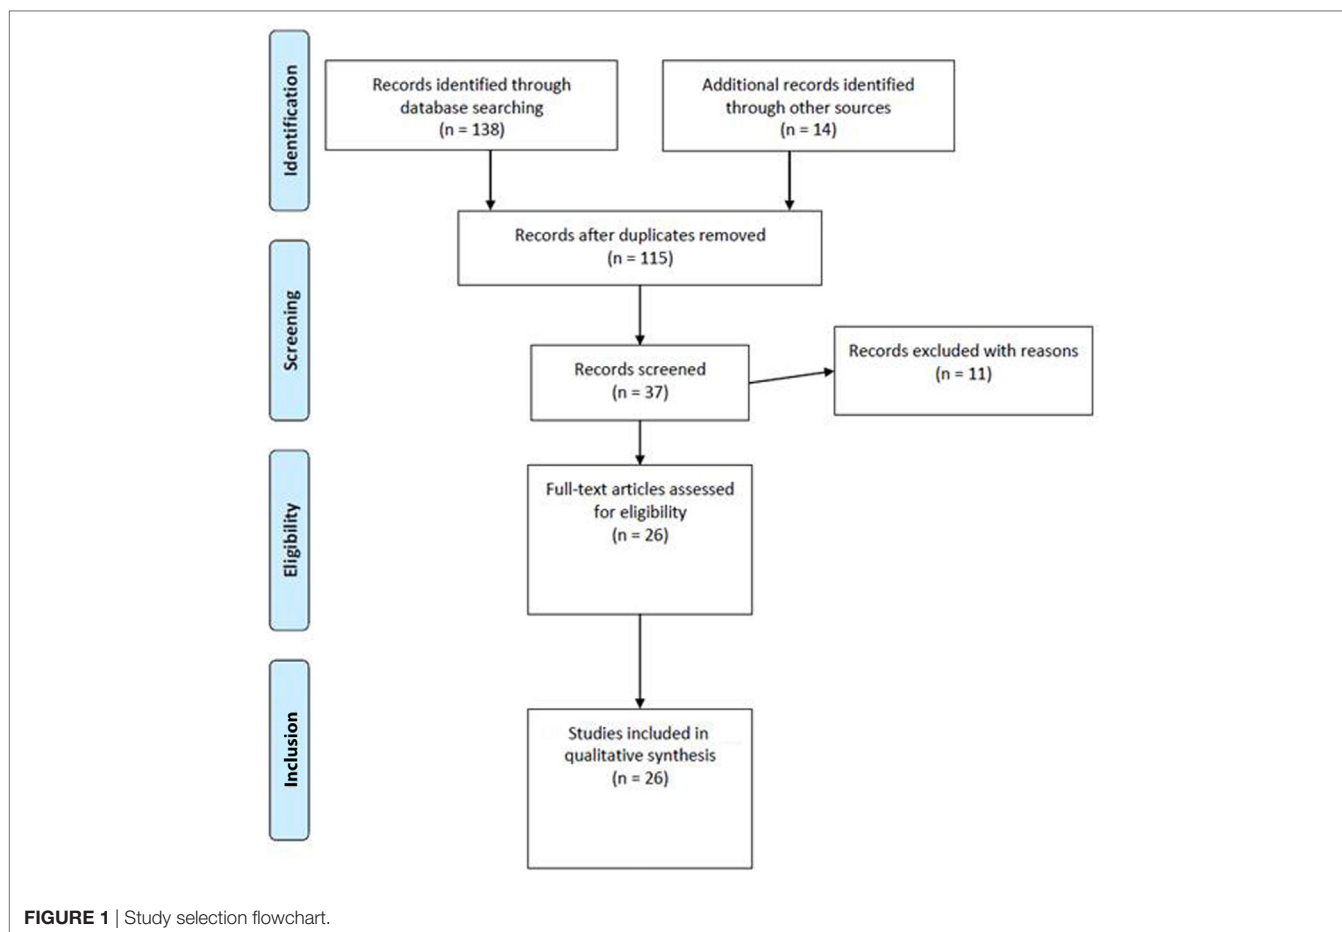 Identification
Records identified through
database searching
(n = 138)
Additional records identified
through other sources
(n = 14)
Records after duplicates removed
(n = 115)
Screening
Records screened
(n = 37)
Records excluded with reasons
(n = 11)
Eligibility
Full-text articles assessed
for eligibility
(n = 26)
Inclusion
Studies included in
qualitative synthesis
(n = 26)
FIGURE 1 | Study selection flowchart.